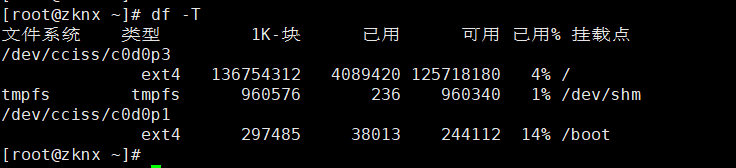 [root@zknx ~]# df -T
文件系统    类型         1K-块      已用      可用 已用% 挂载点
/dev/cciss/c0d0p3
              ext4   136754312   4089420 125718180   4% /
tmpfs        tmpfs      960576       236    960340   1% /dev/shm
/dev/cciss/c0d0p1
              ext4      297485     38013    244112  14% /boot
[root@zknx ~]#